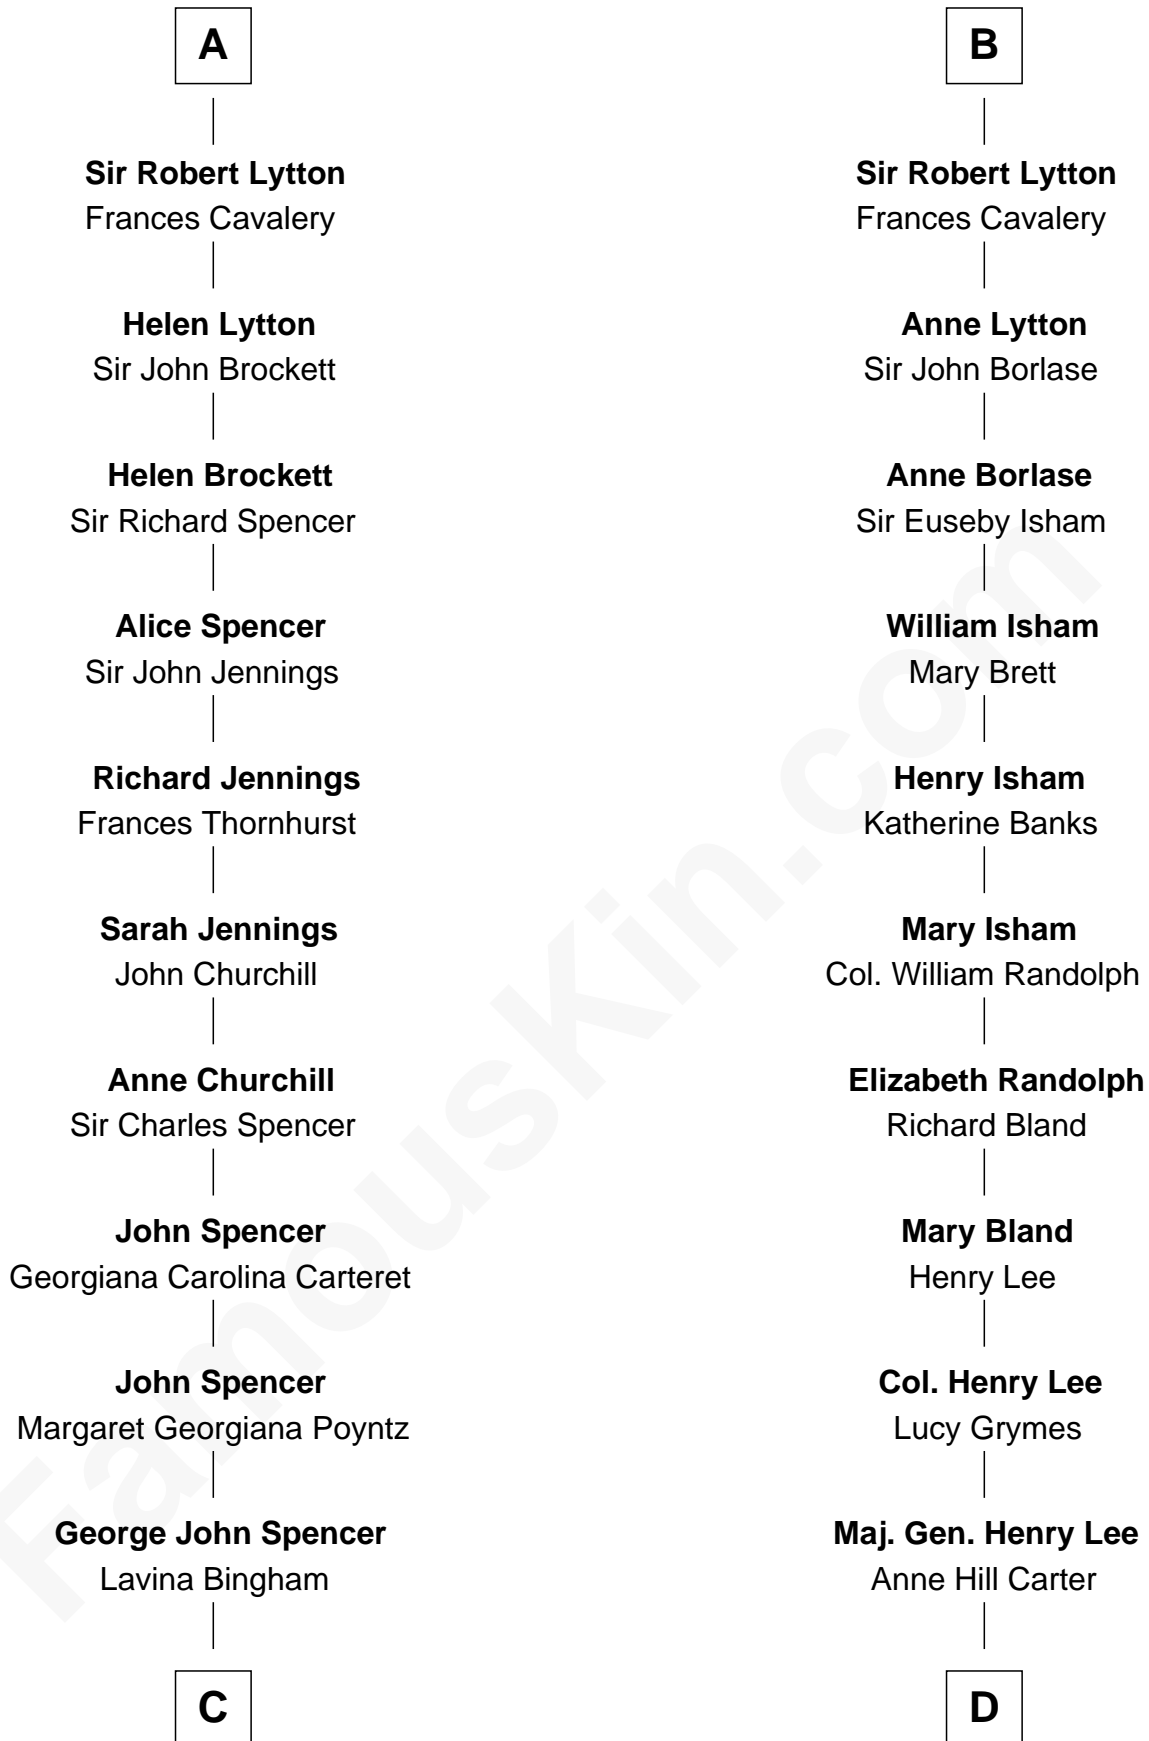 A
Sir Robert Lytton
Frances Cavalery
Helen Lytton
Sir John Brockett
Helen Brockett
Sir Richard Spencer
Alice Spencer
Sir John Jennings
Richard Jennings
Frances Thornhurst
Sarah Jennings
John Churchill
Anne Churchill
Sir Charles Spencer
John Spencer
Georgiana Carolina Carteret
John Spencer
Margaret Georgiana Poyntz
George John Spencer
Lavina Bingham
C
B
Sir Robert Lytton
Frances Cavalery
Anne Lytton
Sir John Borlase
Anne Borlase
Sir Euseby Isham
William Isham
Mary Brett
Henry Isham
Katherine Banks
Mary Isham
Col. William Randolph
Elizabeth Randolph
Richard Bland
Mary Bland
Henry Lee
Col. Henry Lee
Lucy Grymes
Maj. Gen. Henry Lee
Anne Hill Carter
D
FamousKin.com